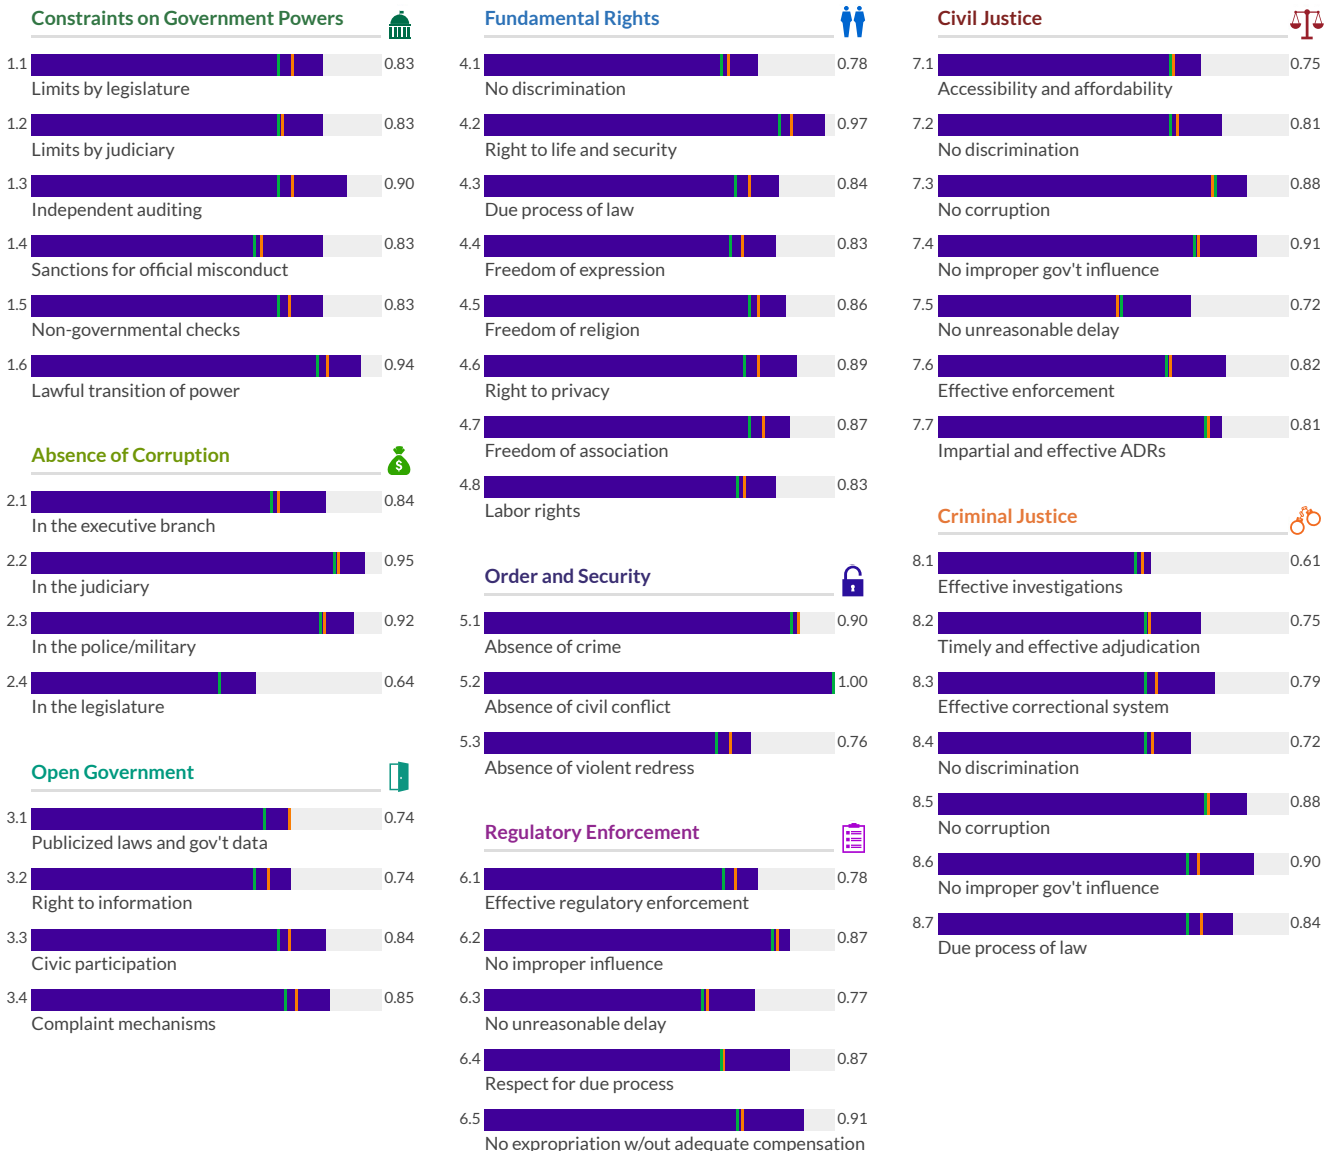 Constraints on Government Powers
1.1 0.83
Limits by legislature
1.2 0.83
Limits by judiciary
1.3 0.90
Independent auditing
1.4 0.83
Sanctions for official misconduct
1.5 0.83
Non-governmental checks
1.6 0.94
Lawful transition of power
Absence of Corruption
$
2.1 0.84
In the executive branch
2.2 0.95
In the judiciary
2.3 0.92
In the police/military
2.4 0.64
In the legislature
Open Government
3.1 0.74
Publicized laws and gov't data
3.2 0.74
Right to information
3.3 0.84
Civic participation
3.4 0.85
Complaint mechanisms
Fundamental Rights
4.1 0.78
No discrimination
4.2 0.97
Right to life and security
4.3 0.84
Due process of law
4.4 0.83
Freedom of expression
4.5 0.86
Freedom of religion
4.6 0.89
Right to privacy
4.7 0.87
Freedom of association
4.8 0.83
Labor rights
Order and Security
5.1 0.90
Absence of crime
5.2 1.00
Absence of civil conflict
5.3 0.76
Absence of violent redress
Regulatory Enforcement
6.1 0.78
Effective regulatory enforcement
6.2 0.87
No improper influence
6.3 0.77
No unreasonable delay
6.4 0.87
Respect for due process
6.5 0.91
No expropriation w/out adequate compensation
Civil Justice
7.1 0.75
Accessibility and affordability
7.2 0.81
No discrimination
7.3 0.88
No corruption
7.4 0.91
No improper gov't influence
7.5 0.72
No unreasonable delay
7.6 0.82
Effective enforcement
7.7 0.81
Impartial and effective ADRs
Criminal Justice
8.1 0.61
Effective investigations
8.2 0.75
Timely and effective adjudication
8.3 0.79
Effective correctional system
8.4 0.72
No discrimination
8.5 0.88
No corruption
8.6 0.90
No improper gov't influence
8.7 0.84
Due process of law